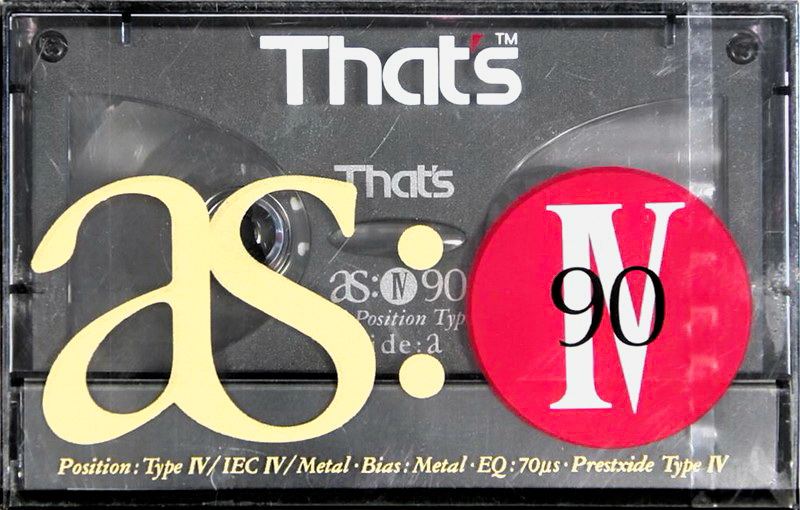 That's™
That's
as:
IV
90
as:IV 90
Position Typ
ide:a
Position:Type IV/IEC IV/Metal·Bias:Metal·EQ:70µs·Prestxide Type IV